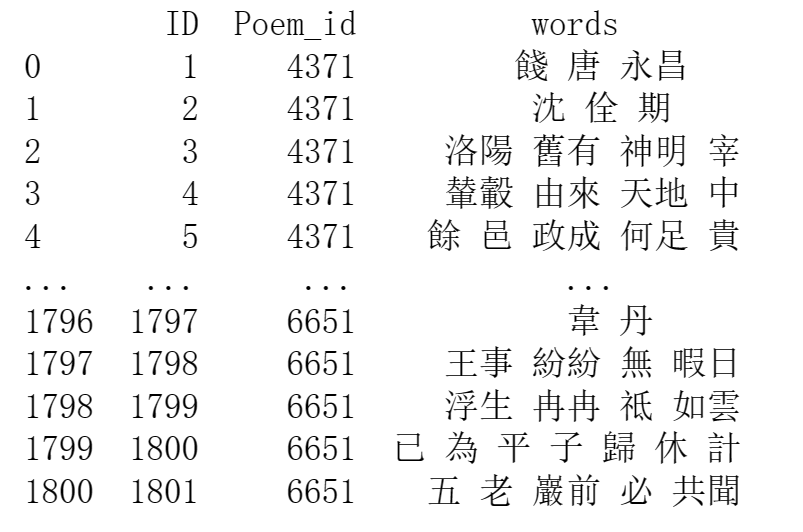 ID Poem_id words
0 1 4371 餞 唐 永昌
1 2 4371 沈 佺 期
2 3 4371 洛陽 舊有 神明 宰
3 4 4371 輦轂 由來 天地 中
4 5 4371 餘 邑 政成 何足 貴
... ... ... ...
1796 1797 6651 韋 丹
1797 1798 6651 王事 紛紛 無 暇日
1798 1799 6651 浮生 冉冉 祗 如雲
1799 1800 6651 已 為 平 子 歸 休 計
1800 1801 6651 五 老 巖前 必 共聞